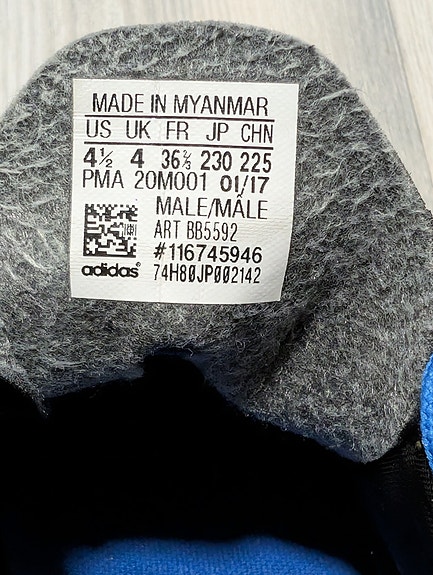 MADE IN MYANMAR
US UK FR JP CHN
4½ 4 36⅔ 230 225
PMA 20M001 01/17
MALE/MÂLE
ART BB5592
#116745946
adidas® 74H80JP002142